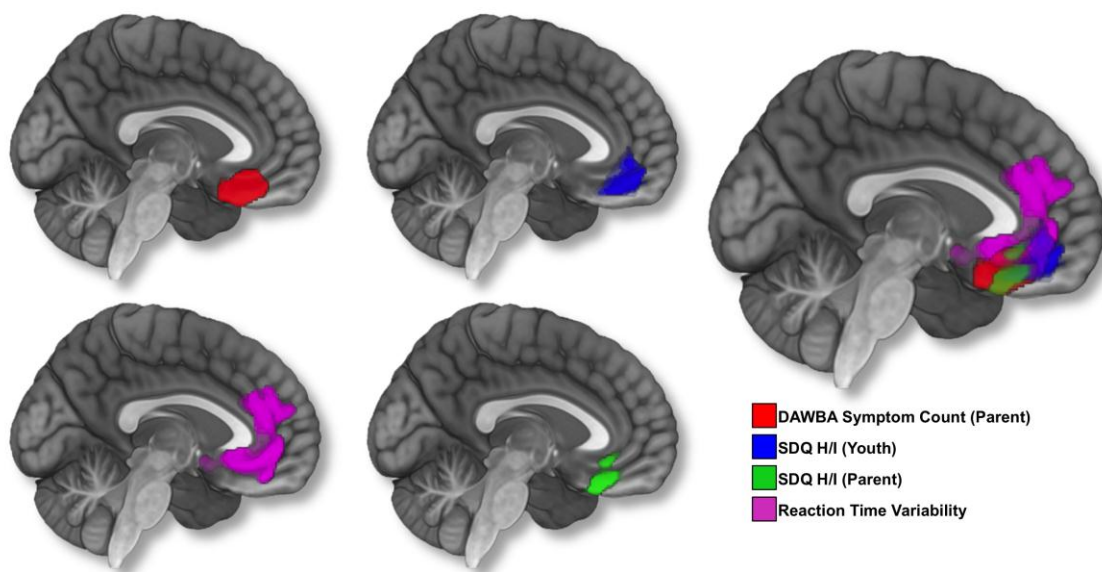 DAWBA Symptom Count (Parent)
SDQ H/I (Youth)
SDQ H/I (Parent)
Reaction Time Variability